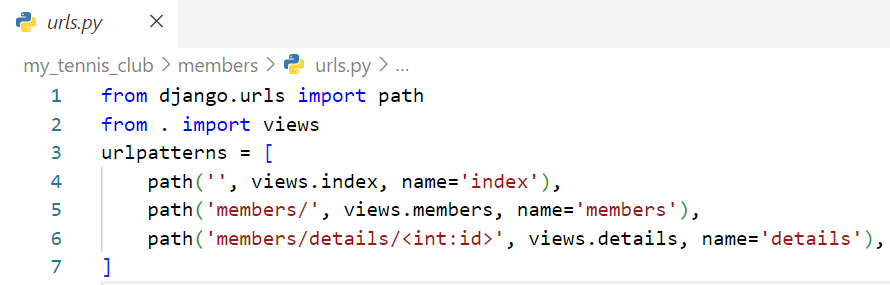 urls.py ×
my_tennis_club > members > urls.py > ...
1 from django.urls import path
2 from . import views
3 urlpatterns = [
4     path('', views.index, name='index'),
5     path('members/', views.members, name='members'),
6     path('members/details/<int:id>', views.details, name='details'),
7 ]